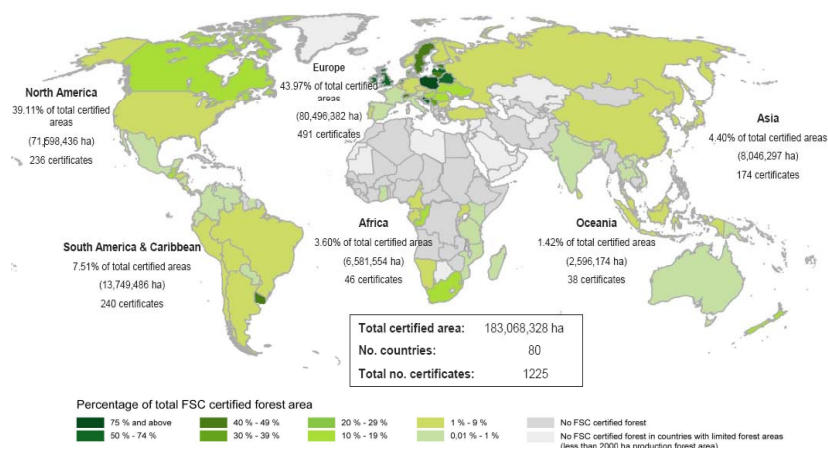 North America
39.11% of total certified
areas
(71,598,436 ha)
236 certificates
Europe
43.97% of total certified
areas
(80,496,382 ha)
491 certificates
Asia
4.40% of total certified areas
(8,046,297 ha)
174 certificates
South America & Caribbean
7.51% of total certified areas
(13,749,486 ha)
240 certificates
Africa
3.60% of total certified areas
(6,581,554 ha)
46 certificates
Oceania
1.42% of total certified areas
(2,596,174 ha)
38 certificates
Total certified area: 183,068,328 ha
No. countries: 80
Total no. certificates: 1225
Percentage of total FSC certified forest area
75 % and above
50 % - 74 %
40 % - 49 %
30 % - 39 %
20 % - 29 %
10 % - 19 %
1 % - 9 %
0,01 % - 1 %
No FSC certified forest
No FSC certified forest in countries with limited forest areas
(less than 2000 ha production forest area)